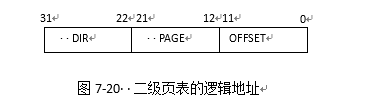 31 22 21 12 11 0
··DIR↵ ··PAGE↵ OFFSET↵
图 7-20··二级页表的逻辑地址↵